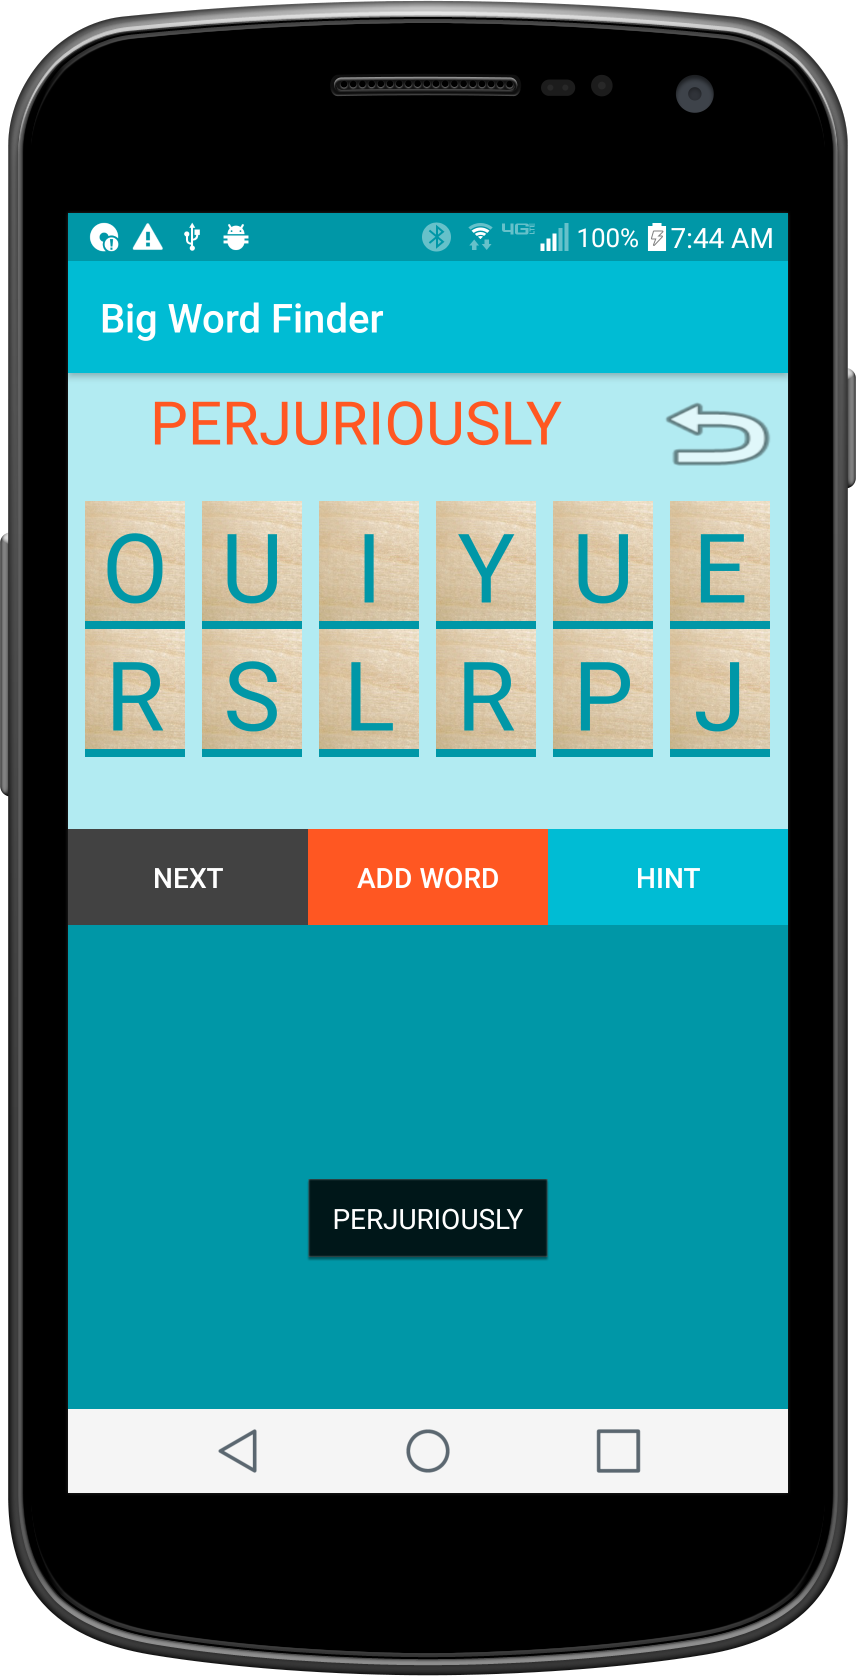 4G 100% 7:44 AM
Big Word Finder
PERJURIOUSLY
O U I Y U E
R S L R P J
NEXT ADD WORD HINT
PERJURIOUSLY